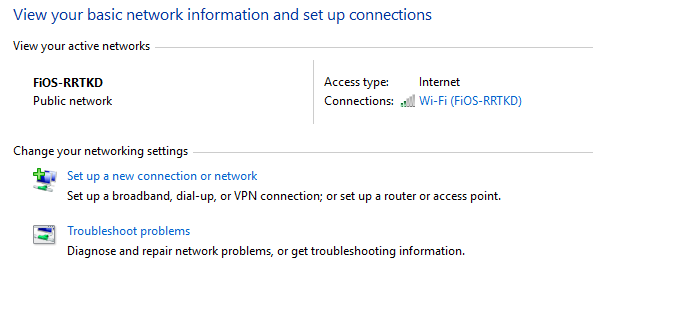 View your basic network information and set up connections
View your active networks
FiOS-RRTKD
Public network
Access type: Internet
Connections: Wi-Fi (FiOS-RRTKD)
Change your networking settings
Set up a new connection or network
Set up a broadband, dial-up, or VPN connection; or set up a router or access point.
Troubleshoot problems
Diagnose and repair network problems, or get troubleshooting information.